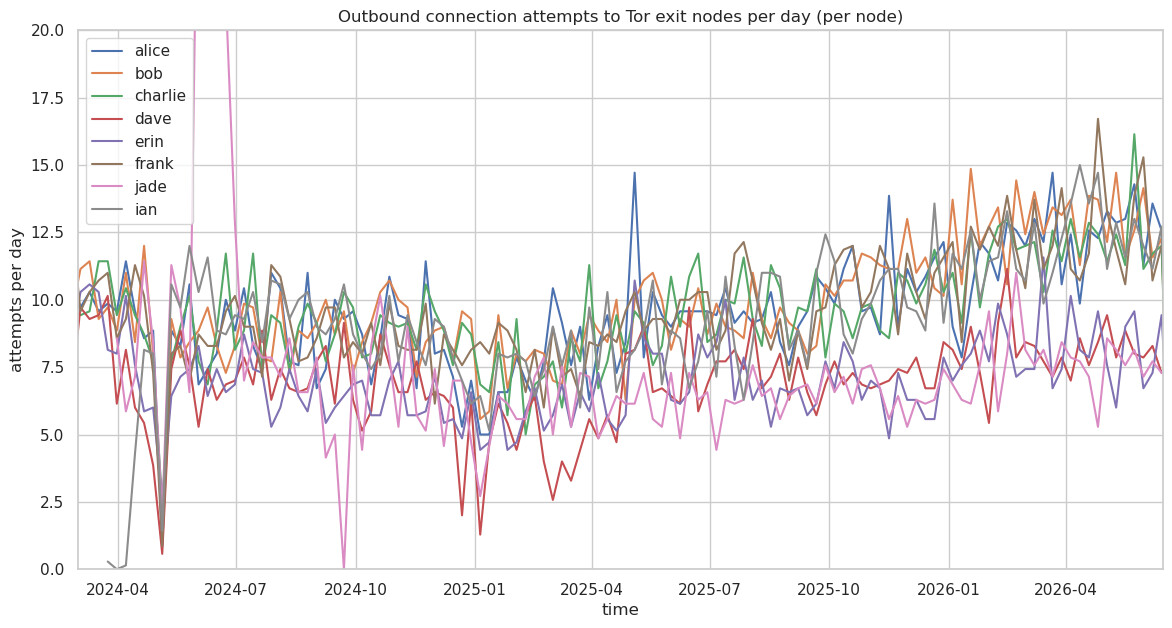 Outbound connection attempts to Tor exit nodes per day (per node)
20.0
17.5
15.0
12.5
10.0
7.5
5.0
2.5
0.0
attempts per day
alice
bob
charlie
dave
erin
frank
jade
ian
2024-04 2024-07 2024-10 2025-01 2025-04 2025-07 2025-10 2026-01 2026-04
time